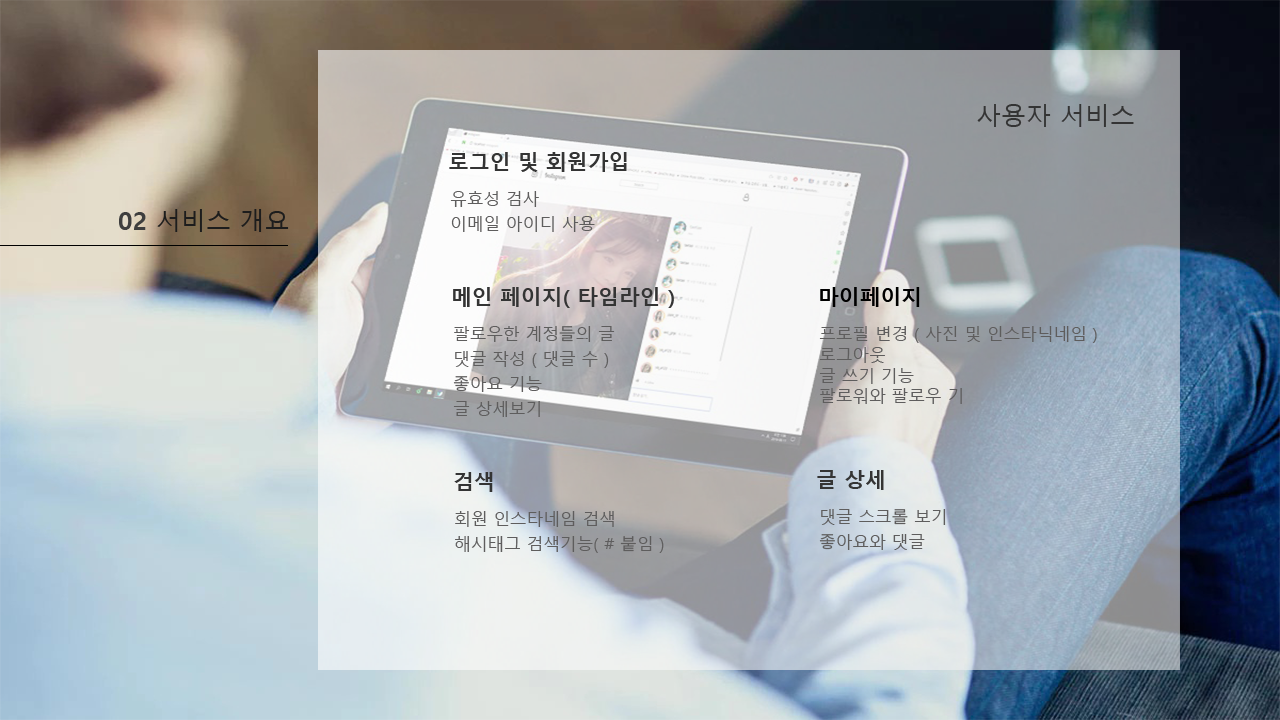 사용자 서비스
02 서비스 개요
로그인 및 회원가입
유효성 검사
이메일 아이디 사용
메인 페이지( 타임라인 )
팔로우한 계정들의 글
댓글 작성 ( 댓글 수 )
좋아요 기능
글 상세보기
마이페이지
프로필 변경 ( 사진 및 인스타닉네임 )
로그아웃
글 쓰기 기능
팔로워와 팔로우 기
검색
회원 인스타네임 검색
해시태그 검색기능( # 붙임 )
글 상세
댓글 스크롤 보기
좋아요와 댓글